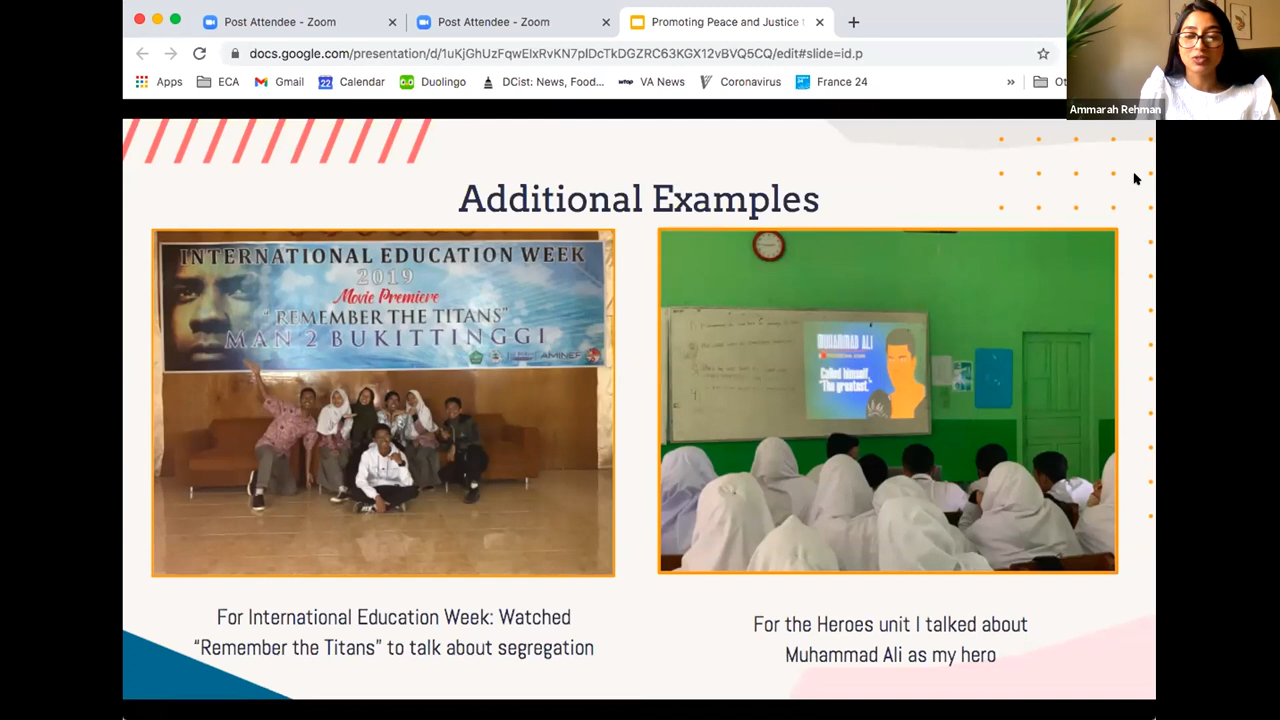 Post Attendee - Zoom
Post Attendee - Zoom
Promoting Peace and Justice t
docs.google.com/presentation/d/1uKjGhUzFpwEIxRvKN7pIDcTkDGZRC63KGX12vBVQ5CQ/edit#slide=id.p
Apps
ECA
Gmail
22
Calendar
Duolingo
DCist: News, Food...
wtop
VA News
Coronavirus
France 24
»
Ot
Ammarah Rehman
Additional Examples
INTERNATIONAL EDUCATION WEEK
2019
Movie Premiere
"REMEMBER THE TITANS"
MAN 2 BUKITTINGGI
AMINEF
MUHAMMAD ALI
Called himself,
"The greatest."
For International Education Week: Watched
“Remember the Titans” to talk about segregation
For the Heroes unit I talked about
Muhammad Ali as my hero